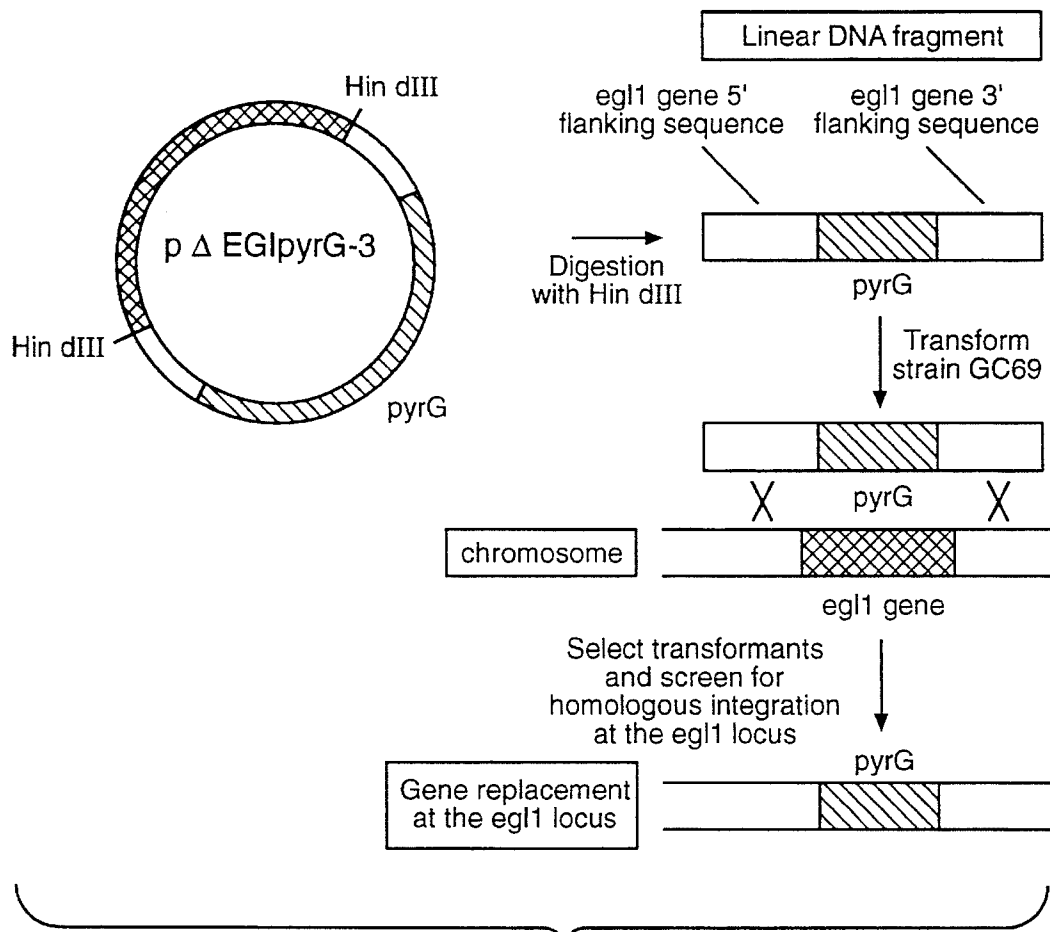 Hin dIII
p Δ EGIpyrG-3
Hin dIII
pyrG
Linear DNA fragment
egl1 gene 5'
flanking sequence
egl1 gene 3'
flanking sequence
Digestion
with Hin dIII
pyrG
Transform
strain GC69
pyrG
chromosome
egl1 gene
Select transformants
and screen for
homologous integration
at the egl1 locus
pyrG
Gene replacement
at the egl1 locus